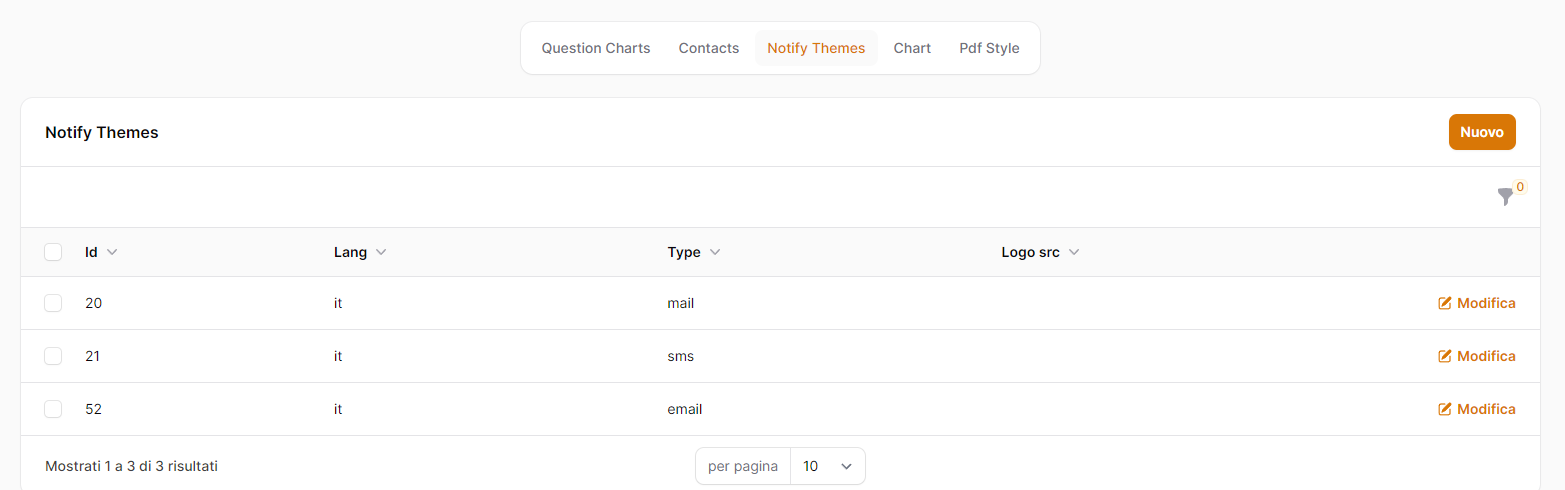 Question Charts Contacts Notify Themes Chart Pdf Style
Notify Themes Nuovo
0
Id Lang Type Logo src
20 it mail Modifica
21 it sms Modifica
52 it email Modifica
Mostrati 1 a 3 di 3 risultati per pagina 10